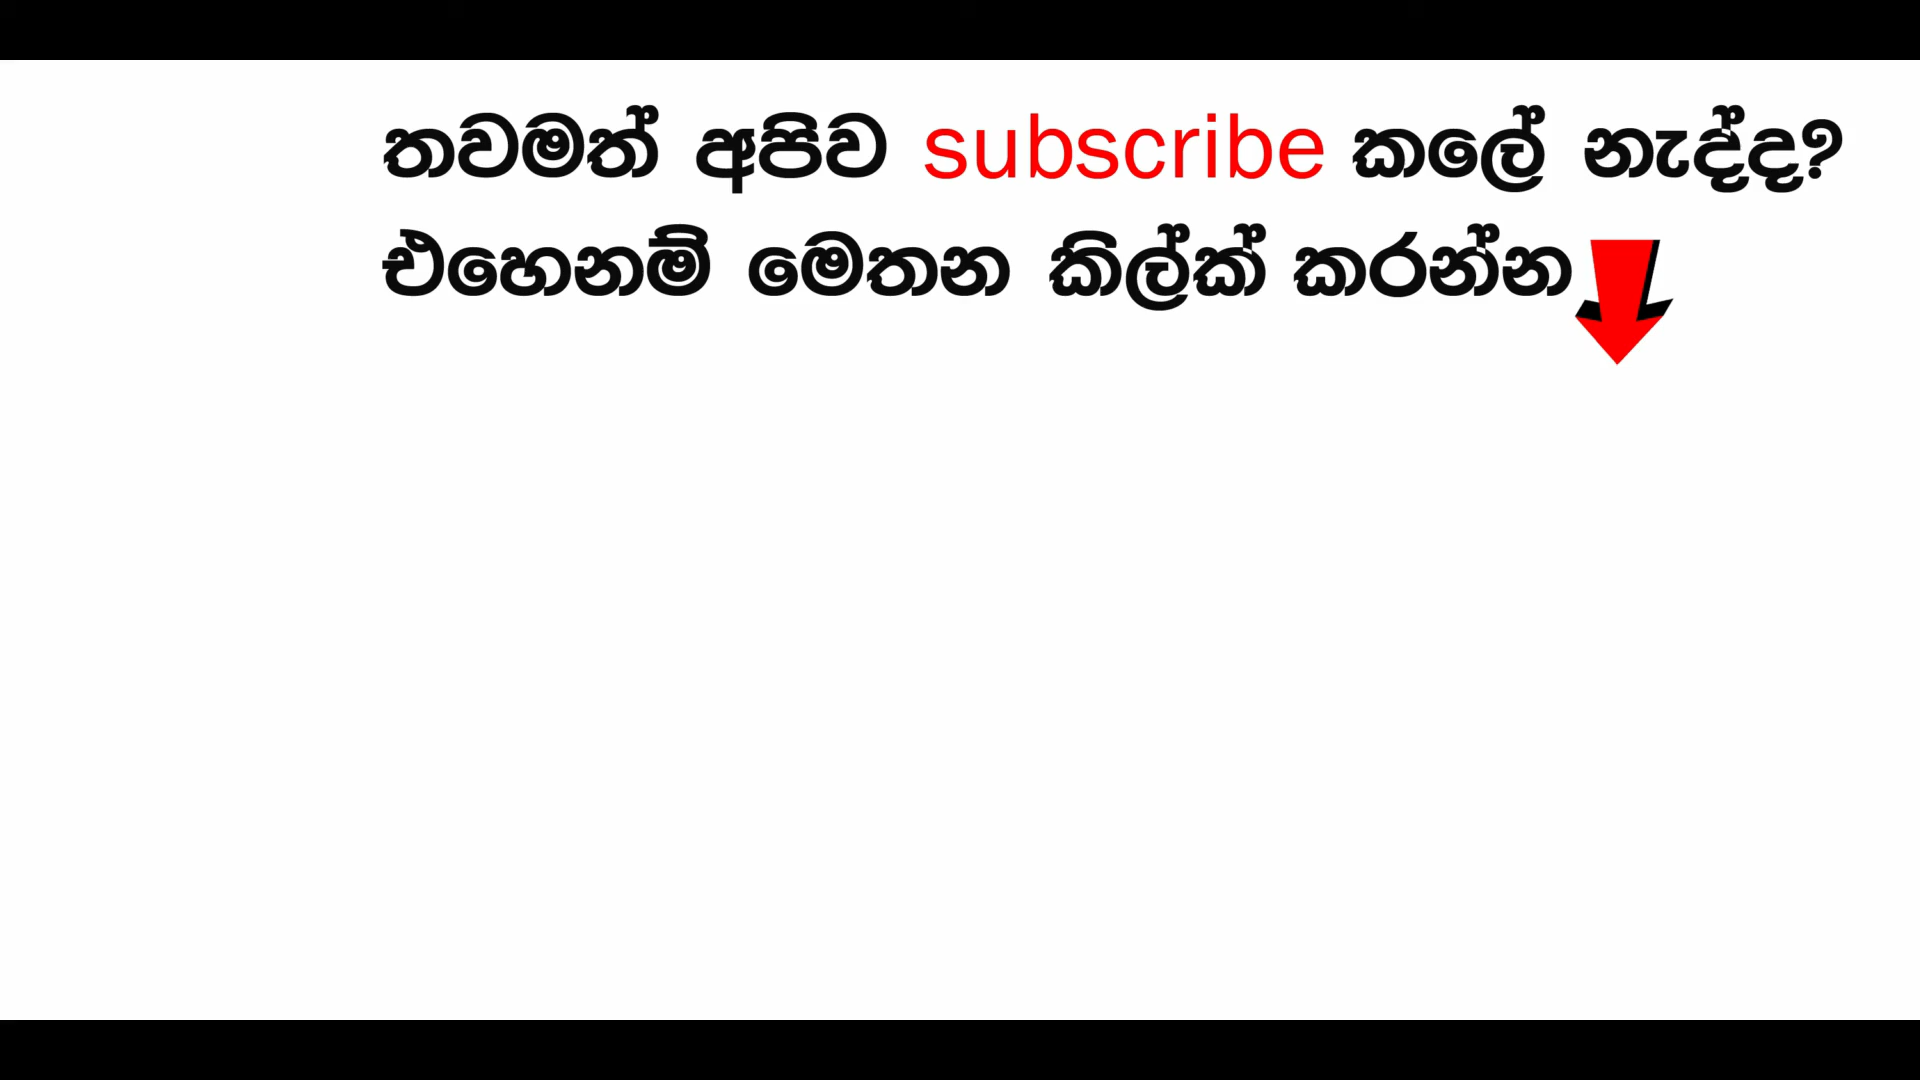 තවමත් අපිව subscribe කලේ නැද්ද?
එහෙනම් මෙතන කිල්ක් කරන්න